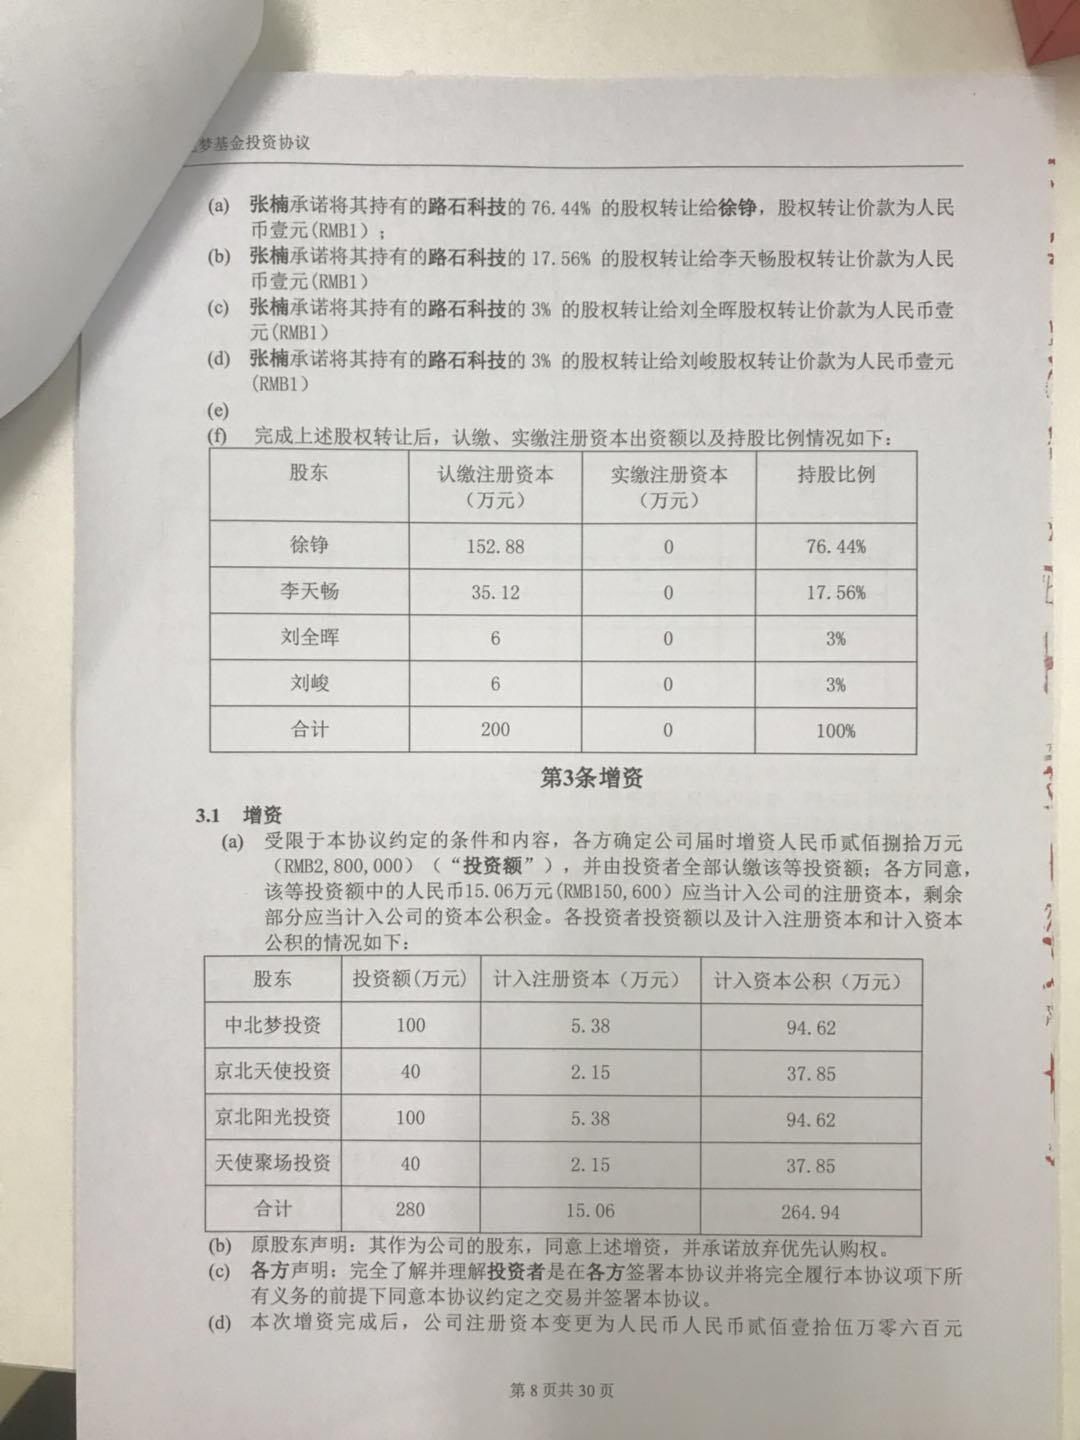 梦基金投资协议
(a) 张楠承诺将其持有的路石科技的 76.44% 的股权转让给徐铮，股权转让价款为人民
币壹元(RMB1)；
(b) 张楠承诺将其持有的路石科技的 17.56% 的股权转让给李天畅股权转让价款为人民
币壹元(RMB1)
(c) 张楠承诺将其持有的路石科技的 3% 的股权转让给刘全晖股权转让价款为人民币壹
元(RMB1)
(d) 张楠承诺将其持有的路石科技的 3% 的股权转让给刘峻股权转让价款为人民币壹元
(RMB1)
(e)
(f) 完成上述股权转让后，认缴、实缴注册资本出资额以及持股比例情况如下：
股东 认缴注册资本（万元） 实缴注册资本（万元） 持股比例
徐铮 152.88 0 76.44%
李天畅 35.12 0 17.56%
刘全晖 6 0 3%
刘峻 6 0 3%
合计 200 0 100%
第3条增资
3.1 增资
(a) 受限于本协议约定的条件和内容，各方确定公司届时增资人民币贰佰捌拾万元
（RMB2,800,000）（“投资额”），并由投资者全部认缴该等投资额；各方同意，
该等投资额中的人民币15.06万元(RMB150,600）应当计入公司的注册资本，剩余
部分应当计入公司的资本公积金。各投资者投资额以及计入注册资本和计入资本
公积的情况如下：
股东 投资额(万元) 计入注册资本（万元） 计入资本公积（万元）
中北梦投资 100 5.38 94.62
京北天使投资 40 2.15 37.85
京北阳光投资 100 5.38 94.62
天使聚场投资 40 2.15 37.85
合计 280 15.06 264.94
(b) 原股东声明：其作为公司的股东，同意上述增资，并承诺放弃优先认购权。
(c) 各方声明：完全了解并理解投资者是在各方签署本协议并将完全履行本协议项下所
有义务的前提下同意本协议约定之交易并签署本协议。
(d) 本次增资完成后，公司注册资本变更为人民币人民币贰佰壹拾伍万零六百元
第 8 页共 30 页